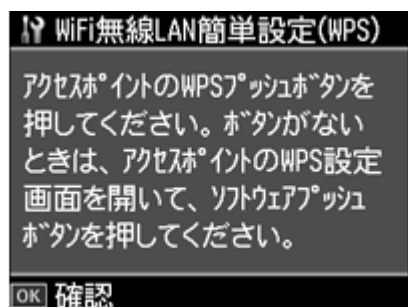 WiFi無線LAN簡単設定(WPS)
ｱｸｾｽﾎﾟｲﾝﾄのWPSﾌﾟｯｼｭﾎﾞﾀﾝを
押してください。ﾎﾞﾀﾝがない
ときは、ｱｸｾｽﾎﾟｲﾝﾄのWPS設定
画面を開いて、ｿﾌﾄｳｪｱﾌﾟｯｼｭ
ﾎﾞﾀﾝを押してください。
OK 確認